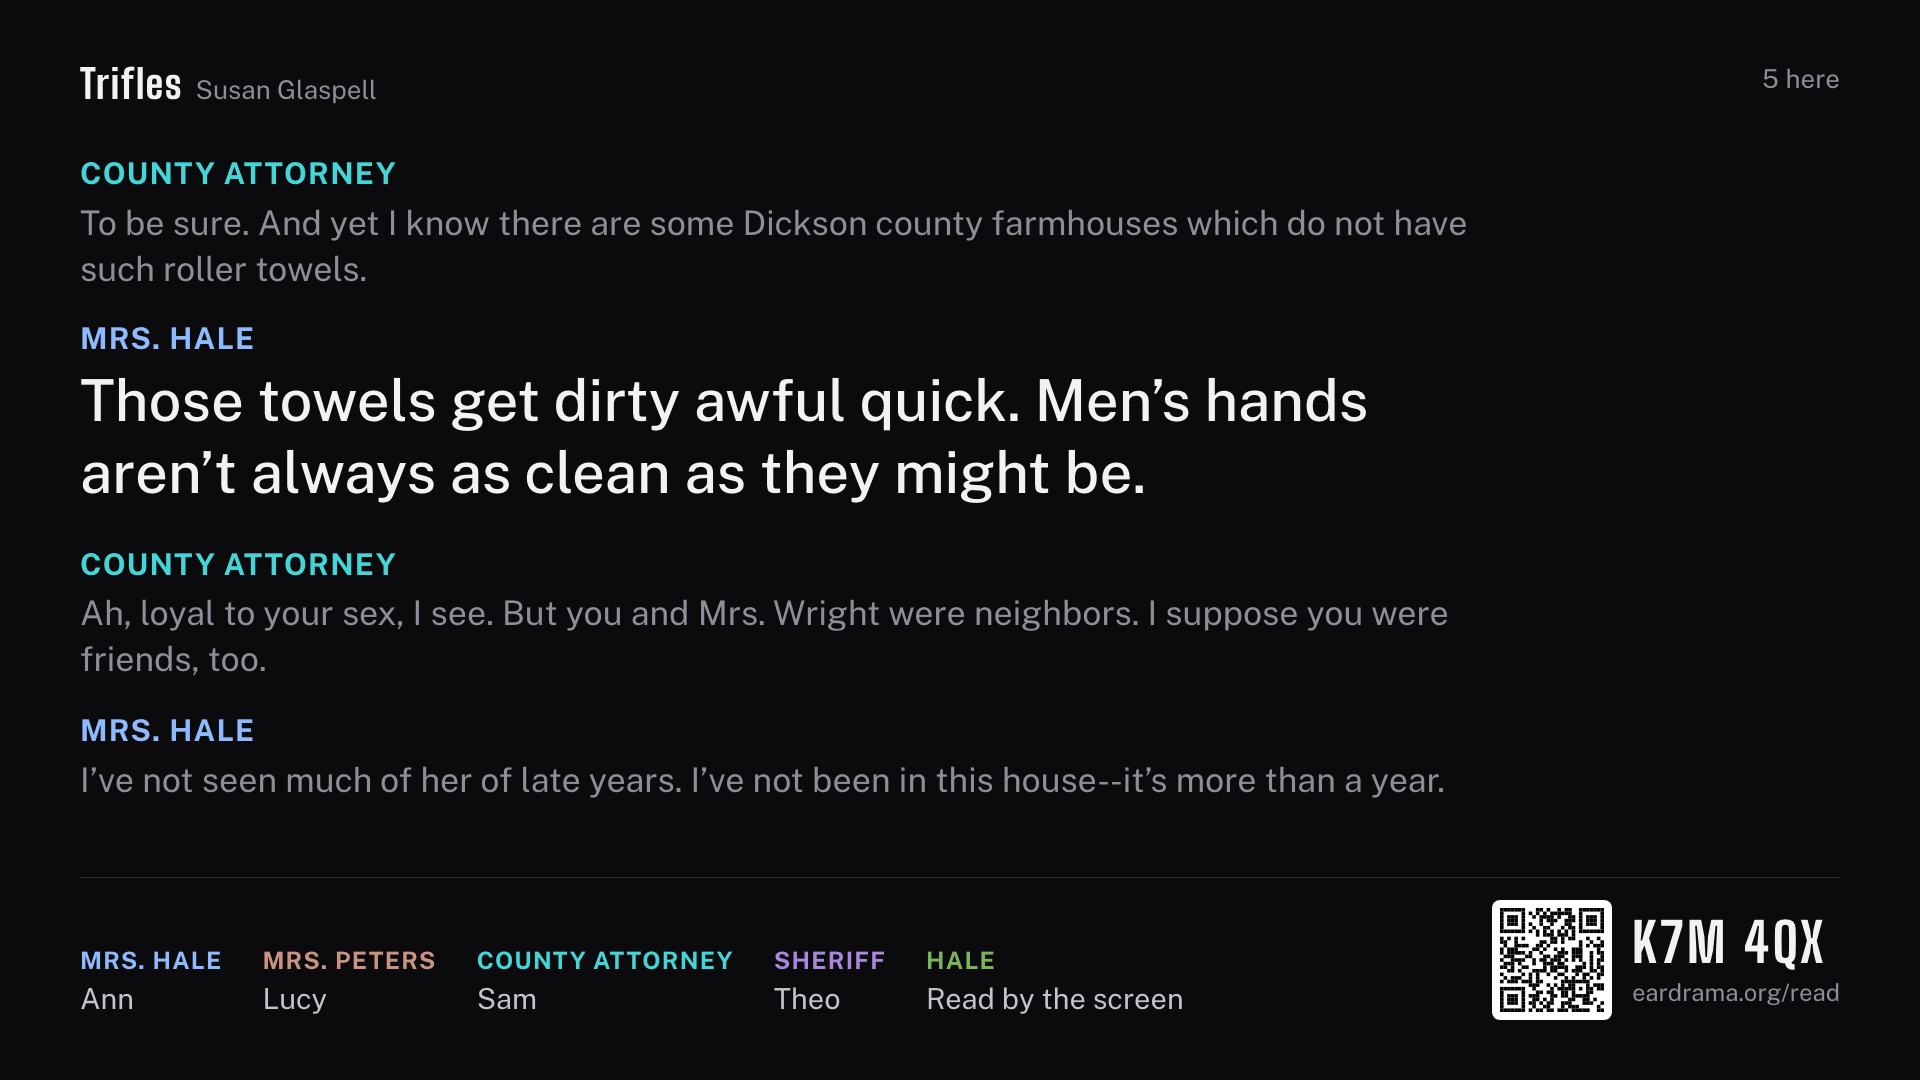 Trifles Susan Glaspell
5 here
COUNTY ATTORNEY
To be sure. And yet I know there are some Dickson county farmhouses which do not have
such roller towels.
MRS. HALE
Those towels get dirty awful quick. Men’s hands
aren’t always as clean as they might be.
COUNTY ATTORNEY
Ah, loyal to your sex, I see. But you and Mrs. Wright were neighbors. I suppose you were
friends, too.
MRS. HALE
I’ve not seen much of her of late years. I’ve not been in this house--it’s more than a year.
MRS. HALE
Ann
MRS. PETERS
Lucy
COUNTY ATTORNEY
Sam
SHERIFF
Theo
HALE
Read by the screen
K7M 4QX
eardrama.org/read